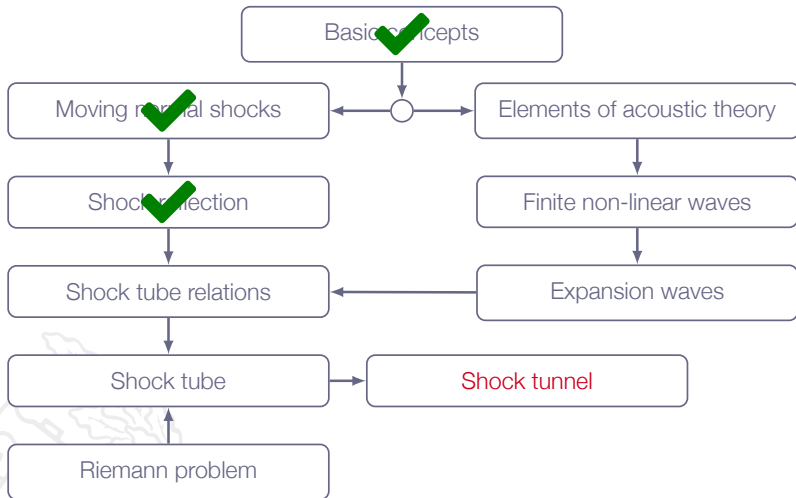 Basic concepts
Moving normal shocks
Elements of acoustic theory
Shock reflection
Finite non-linear waves
Shock tube relations
Expansion waves
Shock tube
Shock tunnel
Riemann problem